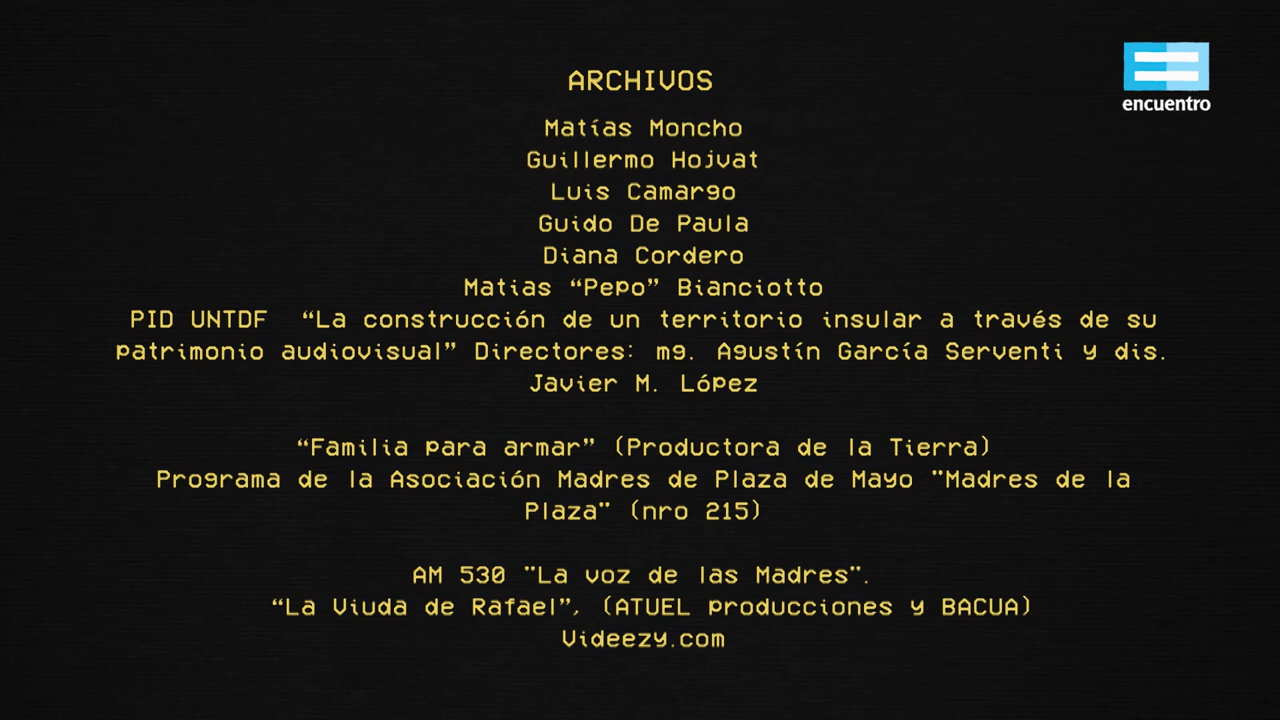 encuentro
ARCHIVOS
Matías Moncho
Guillermo Hojvat
Luis Camargo
Guido De Paula
Diana Cordero
Matias “Pepo” Bianciotto
PID UNTDF “La construcción de un territorio insular a través de su
patrimonio audiovisual” Directores: mg. Agustín García Serventi y dis.
Javier M. López
“Familia para armar” (Productora de la Tierra)
Programa de la Asociación Madres de Plaza de Mayo "Madres de la
Plaza” (nro 215)
AM 530 "La voz de las Madres".
“La Viuda de Rafael”, (ATUEL producciones y BACUA)
Videezy.com